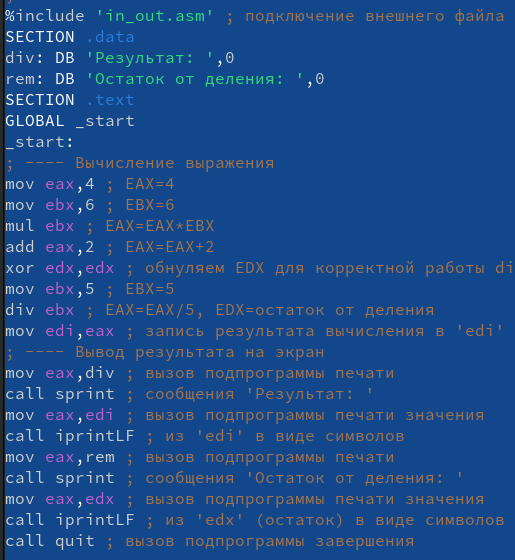 %include 'in_out.asm' ; подключение внешнего файла
SECTION .data
div: DB 'Результат: ',0
rem: DB 'Остаток от деления: ',0
SECTION .text
GLOBAL _start
_start:
; ---- Вычисление выражения
mov eax,4 ; EAX=4
mov ebx,6 ; EBX=6
mul ebx ; EAX=EAX*EBX
add eax,2 ; EAX=EAX+2
xor edx,edx ; обнуляем EDX для корректной работы di
mov ebx,5 ; EBX=5
div ebx ; EAX=EAX/5, EDX=остаток от деления
mov edi,eax ; запись результата вычисления в 'edi'
; ---- Вывод результата на экран
mov eax,div ; вызов подпрограммы печати
call sprint ; сообщения 'Результат: '
mov eax,edi ; вызов подпрограммы печати значения
call iprintLF ; из 'edi' в виде символов
mov eax,rem ; вызов подпрограммы печати
call sprint ; сообщения 'Остаток от деления: '
mov eax,edx ; вызов подпрограммы печати значения
call iprintLF ; из 'edx' (остаток) в виде символов
call quit ; вызов подпрограммы завершения